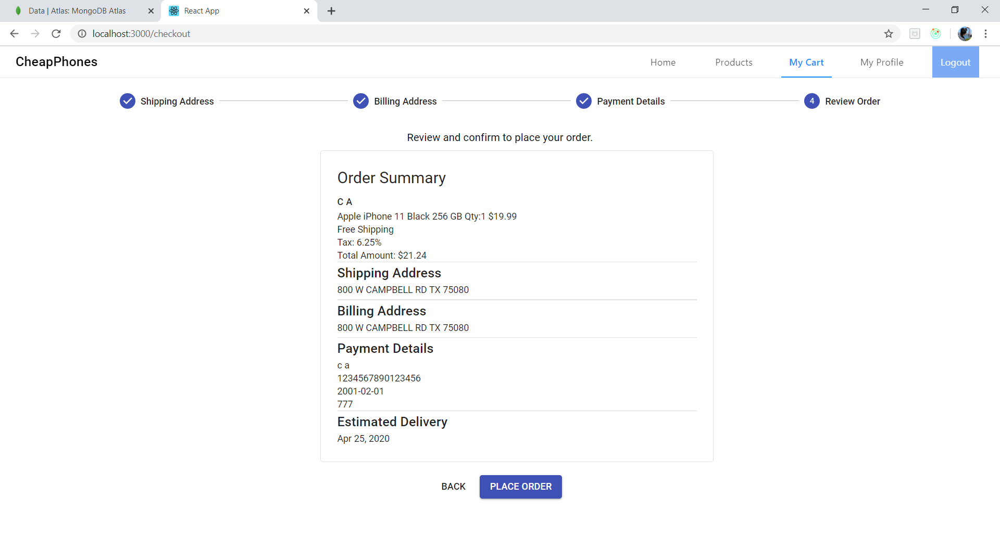 Data | Atlas: MongoDB Atlas
React App
localhost:3000/checkout
CheapPhones
Home
Products
My Cart
My Profile
Logout
Shipping Address
Billing Address
Payment Details
4 Review Order
Review and confirm to place your order.
Order Summary
C A
Apple iPhone 11 Black 256 GB Qty:1 $19.99
Free Shipping
Tax: 6.25%
Total Amount: $21.24
Shipping Address
800 W CAMPBELL RD TX 75080
Billing Address
800 W CAMPBELL RD TX 75080
Payment Details
c a
1234567890123456
2001-02-01
777
Estimated Delivery
Apr 25, 2020
BACK
PLACE ORDER